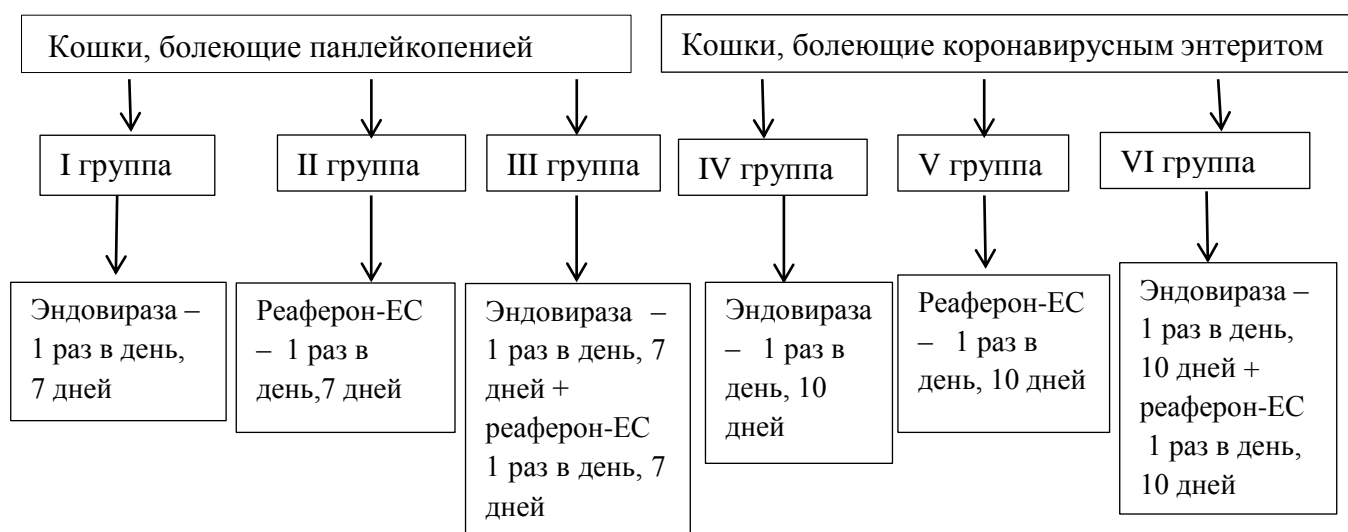 Кошки, болеющие панлейкопенией
Кошки, болеющие коронавирусным энтеритом
I группа
II группа
III группа
IV группа
V группа
VI группа
Эндовираза –
1 раз в день,
7 дней
Реаферон-ЕС
– 1 раз в
день,7 дней
Эндовираза –
1 раз в день, 7
дней +
реаферон-ЕС
1 раз в день, 7
дней
Эндовираза
– 1 раз в
день, 10
дней
Реаферон-ЕС
– 1 раз в
день, 10 дней
Эндовираза –
1 раз в день,
10 дней +
реаферон-ЕС
1 раз в день,
10 дней